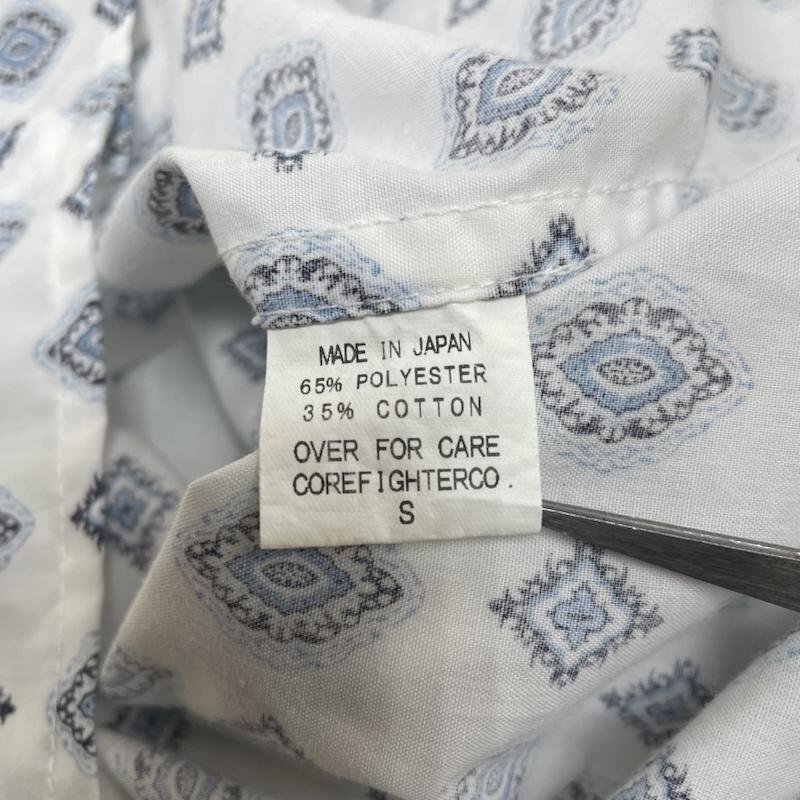 MADE IN JAPAN
65% POLYESTER
35% COTTON
OVER FOR CARE
COREFIGHTERCO.
S